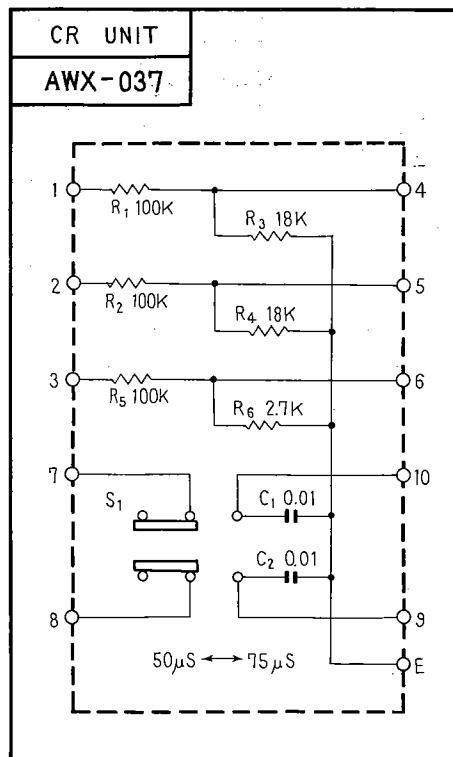 CR UNIT
AWX-037
1
4
R1 100K
R3 18K
2
5
R2 100K
R4 18K
3
6
R5 100K
R6 2.7K
7
10
S1
C1 0.01
C2 0.01
8
9
50μS ↔ 75μS
E